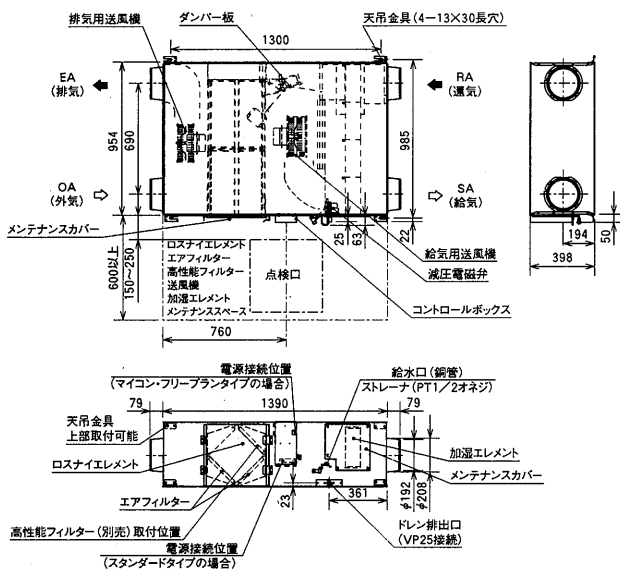 排気用送風機
ダンパー板
天吊金具(4-13×30長穴)
1300
EA
(排気)
RA
(還気)
954
690
985
OA
(外気)
SA
(給気)
メンテナンスカバー
25
63
22
194
50
398
600以上
150~250
ロスナイエレメント
エアフィルター
高性能フィルター
送風機
加湿エレメント
メンテナンススペース
点検口
給気用送風機
減圧電磁弁
コントロールボックス
760
電源接続位置
(マイコン・フリープランタイプの場合)
給水口(銅管)
ストレーナ(PT1/2オネジ)
79
1390
79
天吊金具
上部取付可能
ロスナイエレメント
加湿エレメント
メンテナンスカバー
エアフィルター
23
361
φ192
φ208
高性能フィルター(別売)取付位置
ドレン排出口
(VP25接続)
電源接続位置
(スタンダードタイプの場合)